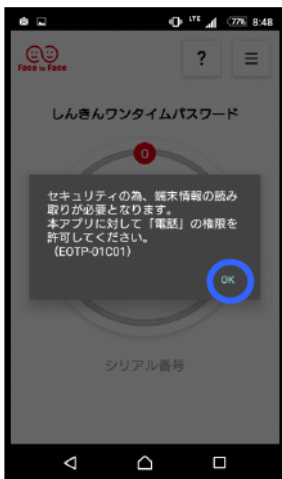 LTE 77% 8:48
Face to Face
?
しんきんワンタイムパスワード
0
セキュリティの為、端末情報の読み
取りが必要となります。
本アプリに対して「電話」の権限を
許可してください。
（EOTP-01C01）
OK
シリアル番号